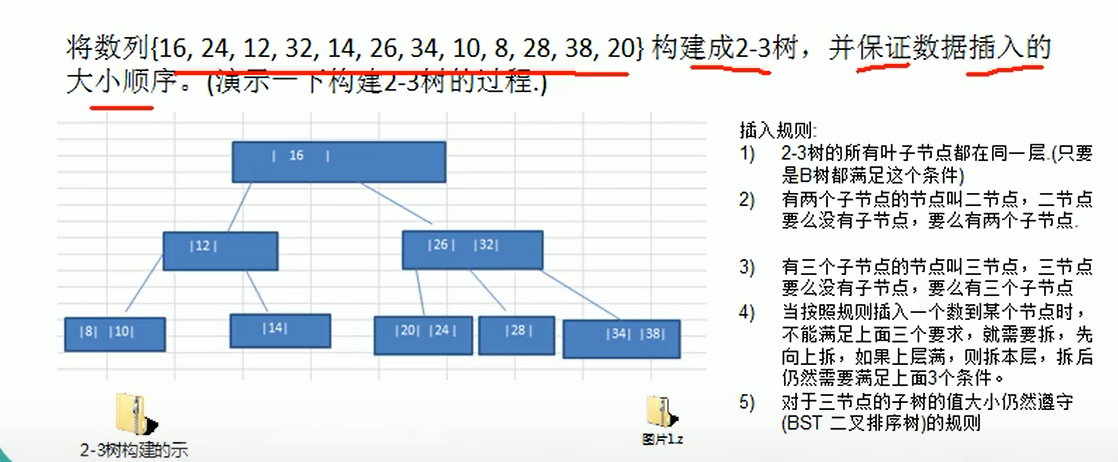 将数列{16, 24, 12, 32, 14, 26, 34, 10, 8, 28, 38, 20} 构建成2-3树，并保证数据插入的
大小顺序。(演示一下构建2-3树的过程.)
插入规则:
1) 2-3树的所有叶子节点都在同一层.(只要
是B树都满足这个条件)
2) 有两个子节点的节点叫二节点，二节点
要么没有子节点，要么有两个子节点.
3) 有三个子节点的节点叫三节点，三节点
要么没有子节点，要么有三个子节点
4) 当按照规则插入一个数到某个节点时，
不能满足上面三个要求，就需要拆，先
向上拆，如果上层满，则拆本层，拆后
仍然需要满足上面3个条件。
5) 对于三节点的子树的值大小仍然遵守
(BST 二叉排序树)的规则
| 16 |
|12|
|26| |32|
|8| |10|
|14|
|20| |24|
|28|
|34| |38|
2-3树构建的示
图片1.z